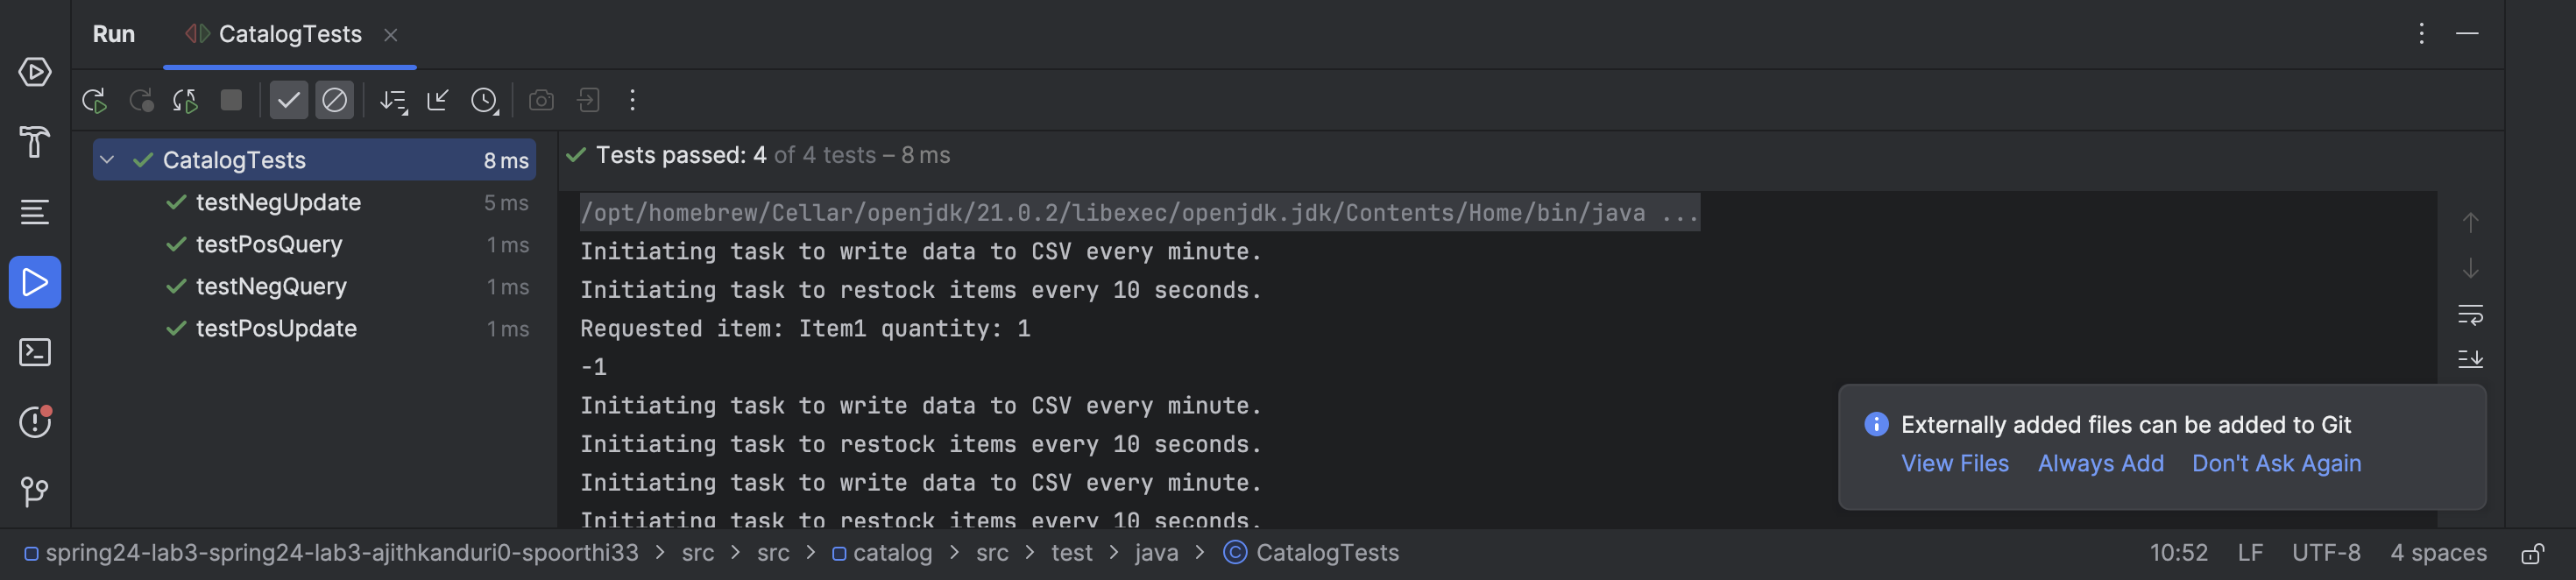 Run CatalogTests
CatalogTests 8 ms
testNegUpdate 5 ms
testPosQuery 1 ms
testNegQuery 1 ms
testPosUpdate 1 ms
Tests passed: 4 of 4 tests – 8 ms
/opt/homebrew/Cellar/openjdk/21.0.2/libexec/openjdk.jdk/Contents/Home/bin/java ...
Initiating task to write data to CSV every minute.
Initiating task to restock items every 10 seconds.
Requested item: Item1 quantity: 1
-1
Initiating task to write data to CSV every minute.
Initiating task to restock items every 10 seconds.
Initiating task to write data to CSV every minute.
Initiating task to restock items every 10 seconds.
Externally added files can be added to Git
View Files Always Add Don't Ask Again
spring24-lab3-spring24-lab3-ajithkanduri0-spoorthi33 > src > src > catalog > src > test > java > CatalogTests 10:52 LF UTF-8 4 spaces